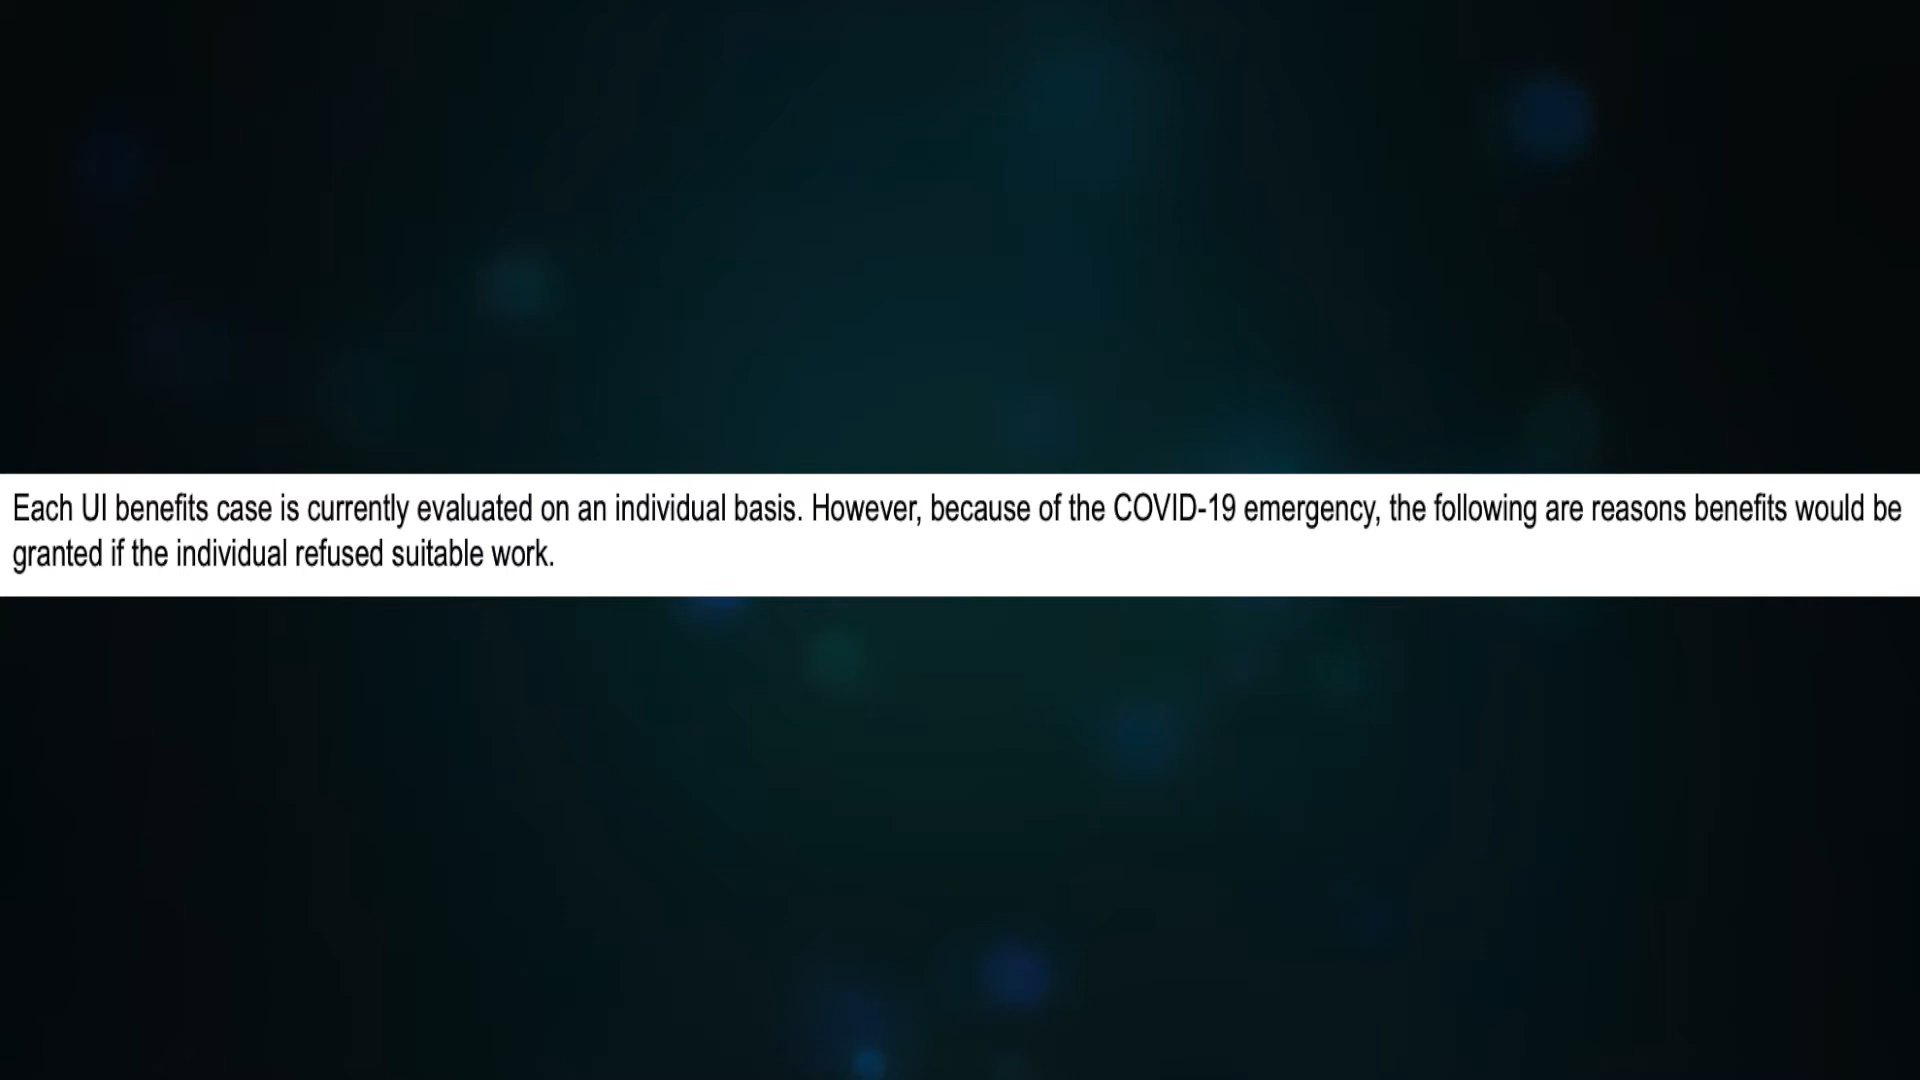 Each UI benefits case is currently evaluated on an individual basis. However, because of the COVID-19 emergency, the following are reasons benefits would be
granted if the individual refused suitable work.